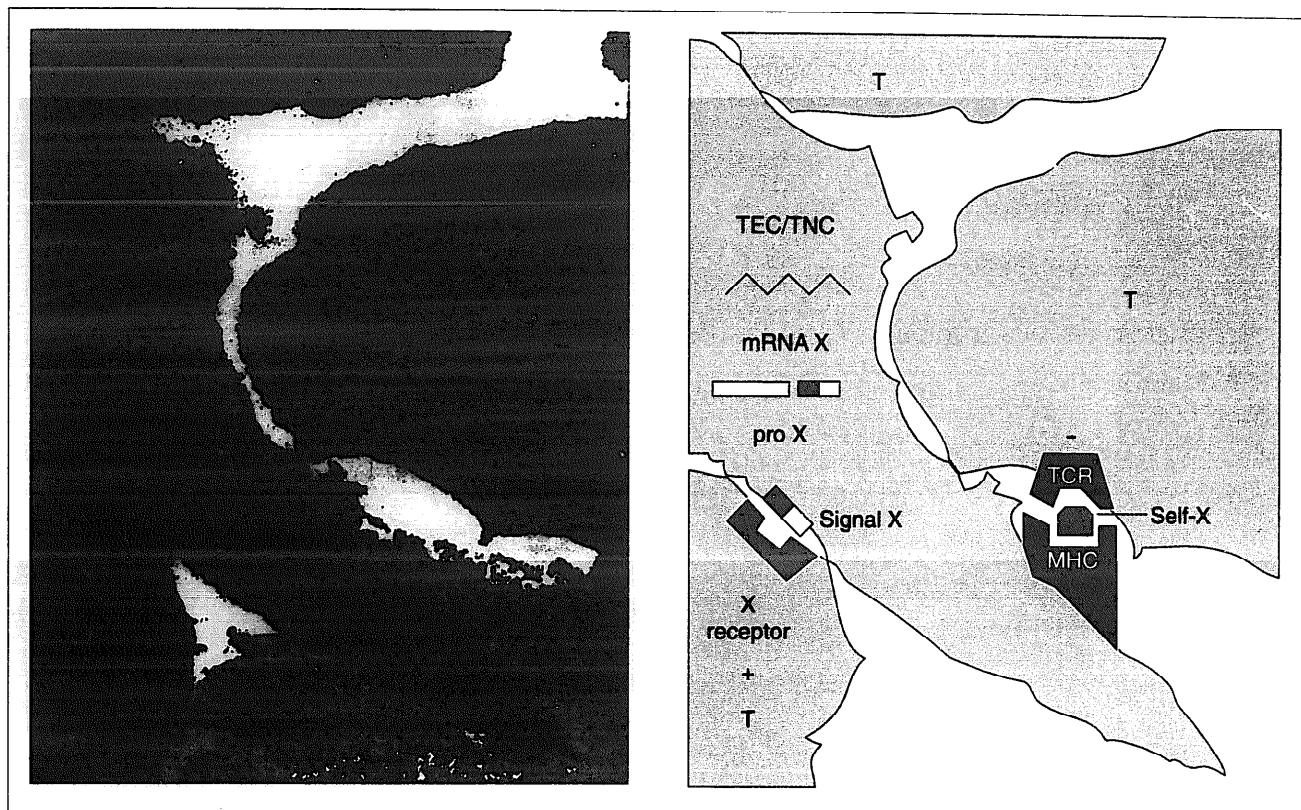 T
TEC/TNC
T
mRNA X
pro X
-
TCR
Signal X
Self-X
MHC
X
receptor
+
T